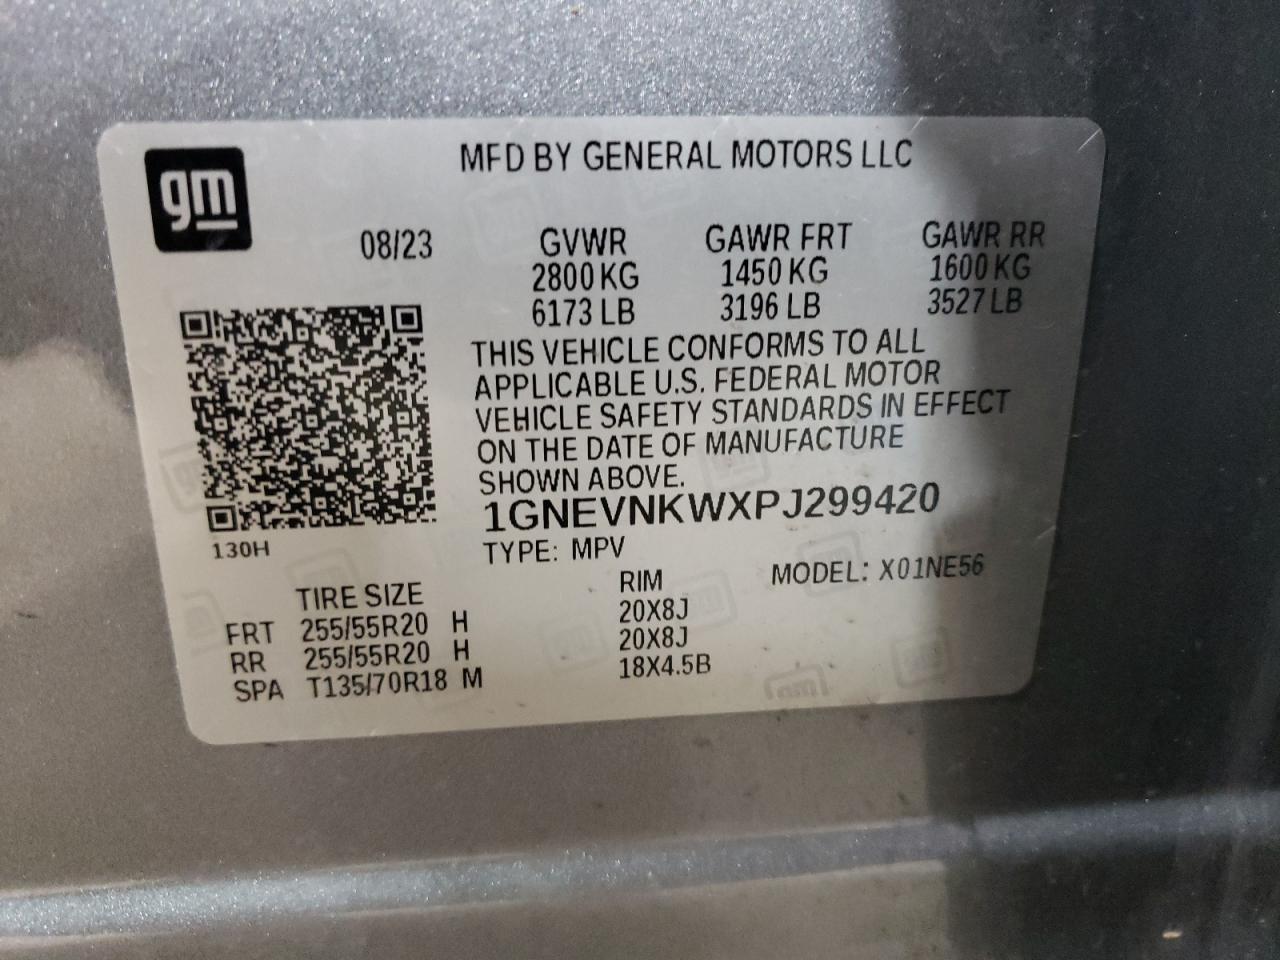 gm
MFD BY GENERAL MOTORS LLC
08/23
GVWR GAWR FRT GAWR RR
2800 KG 1450 KG 1600 KG
6173 LB 3196 LB 3527 LB
THIS VEHICLE CONFORMS TO ALL
APPLICABLE U.S. FEDERAL MOTOR
VEHICLE SAFETY STANDARDS IN EFFECT
ON THE DATE OF MANUFACTURE
SHOWN ABOVE.
1GNEVNKWXPJ299420
130H
TYPE: MPV MODEL: X01NE56
TIRE SIZE RIM
FRT 255/55R20 H 20X8J
RR 255/55R20 H 20X8J
SPA T135/70R18 M 18X4.5B